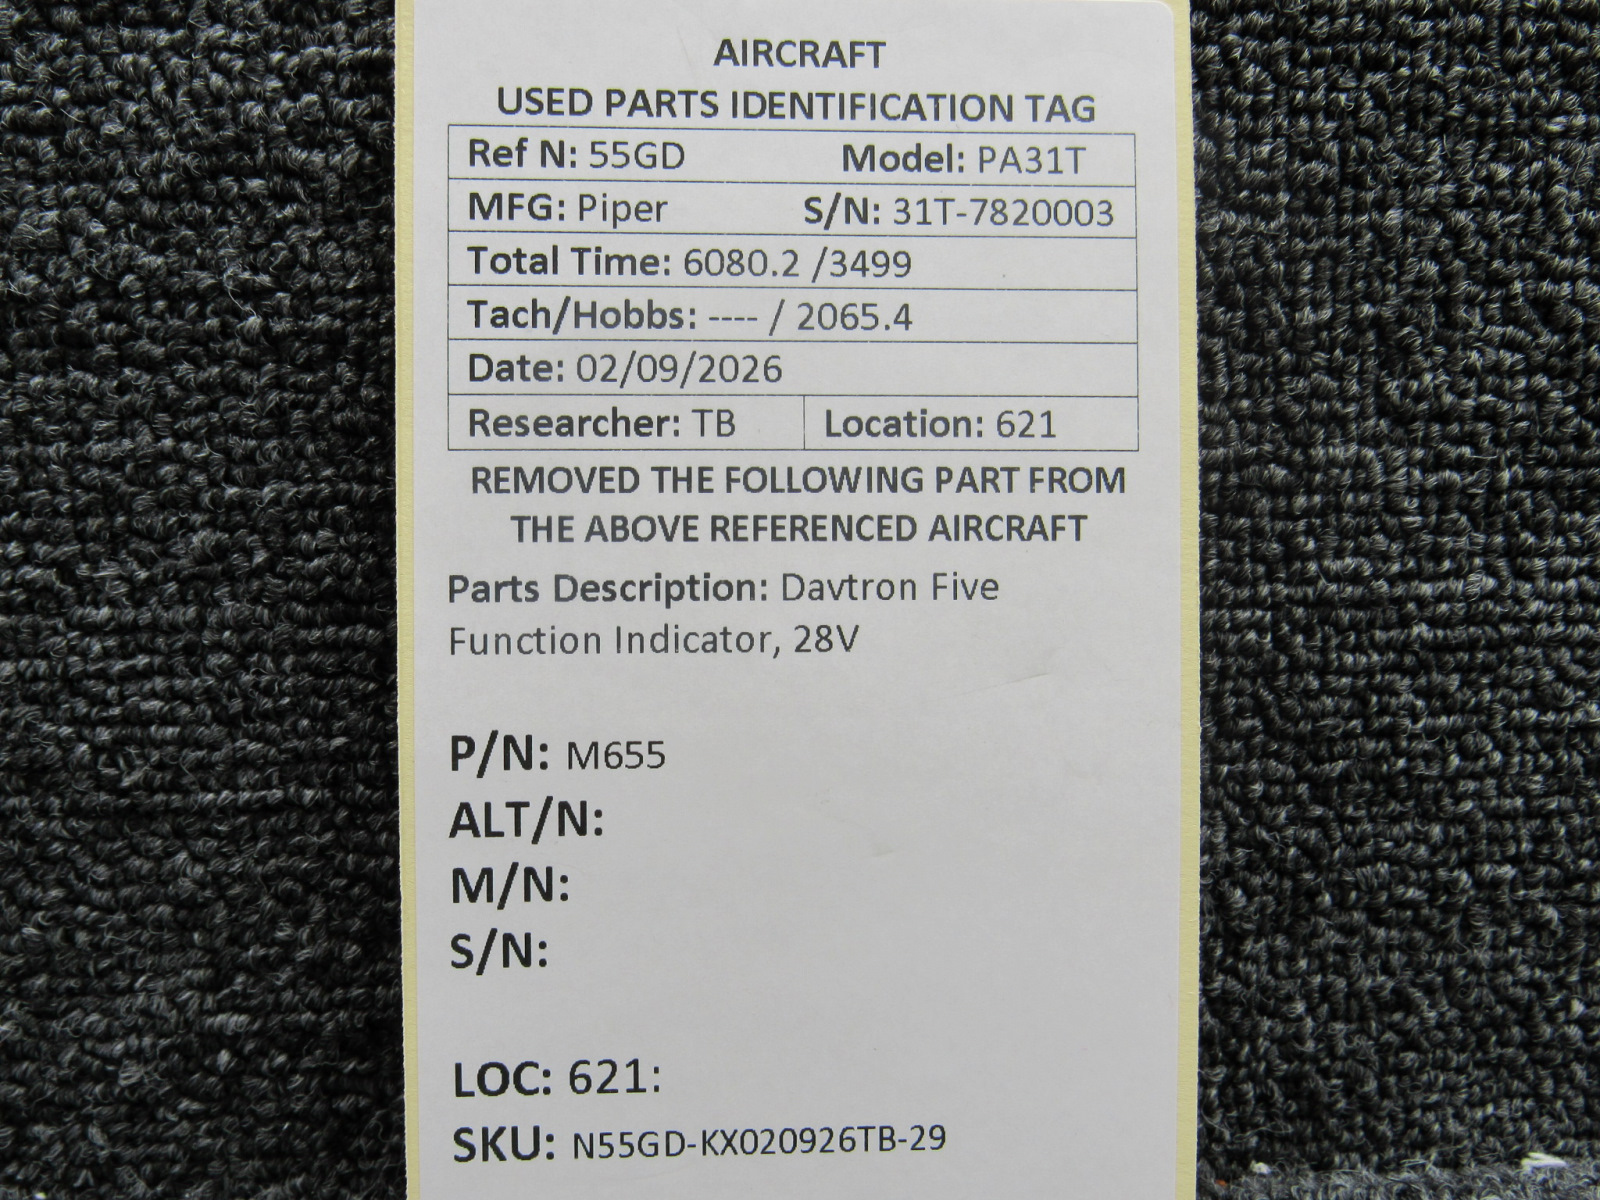 AIRCRAFT
USED PARTS IDENTIFICATION TAG
Ref N: 55GD Model: PA31T
MFG: Piper S/N: 31T-7820003
Total Time: 6080.2 /3499
Tach/Hobbs: ---- / 2065.4
Date: 02/09/2026
Researcher: TB Location: 621
REMOVED THE FOLLOWING PART FROM
THE ABOVE REFERENCED AIRCRAFT
Parts Description: Davtron Five
Function Indicator, 28V
P/N: M655
ALT/N:
M/N:
S/N:
LOC: 621:
SKU: N55GD-KX020926TB-29